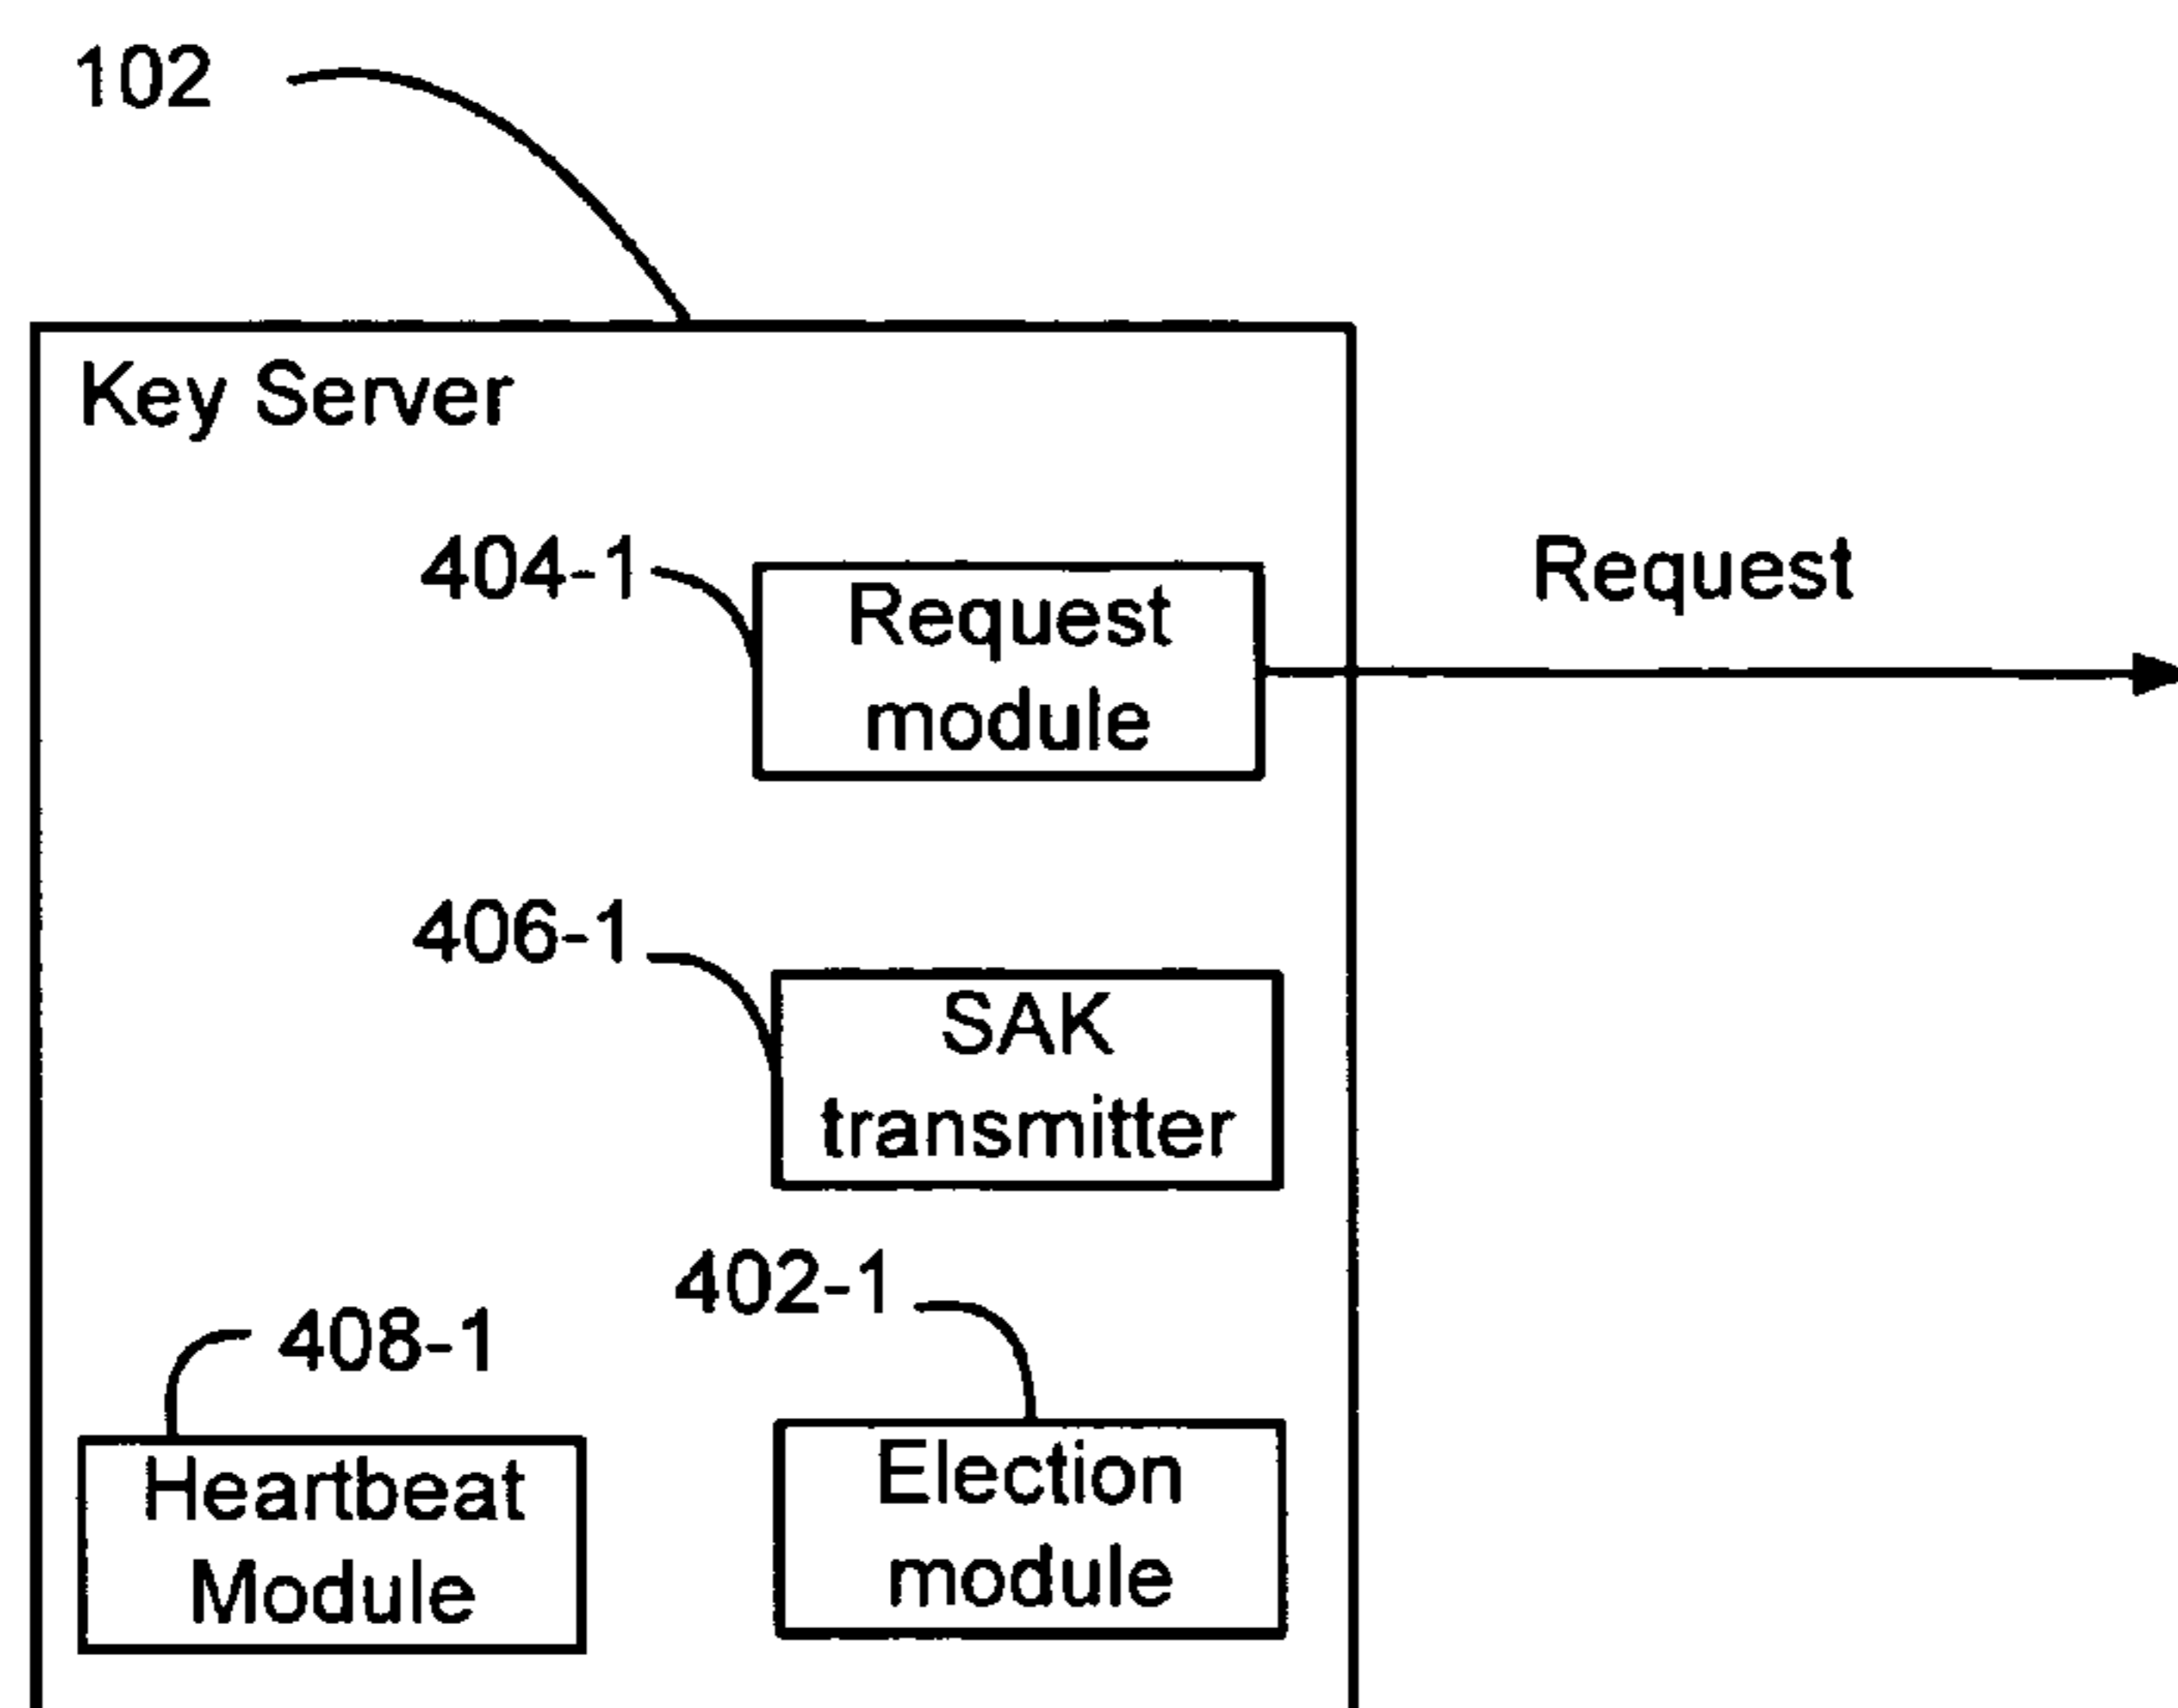 102
Key Server
404-1
Request
module
Request
406-1
SAK
transmitter
402-1
408-1
Heartbeat
Module
Election
module